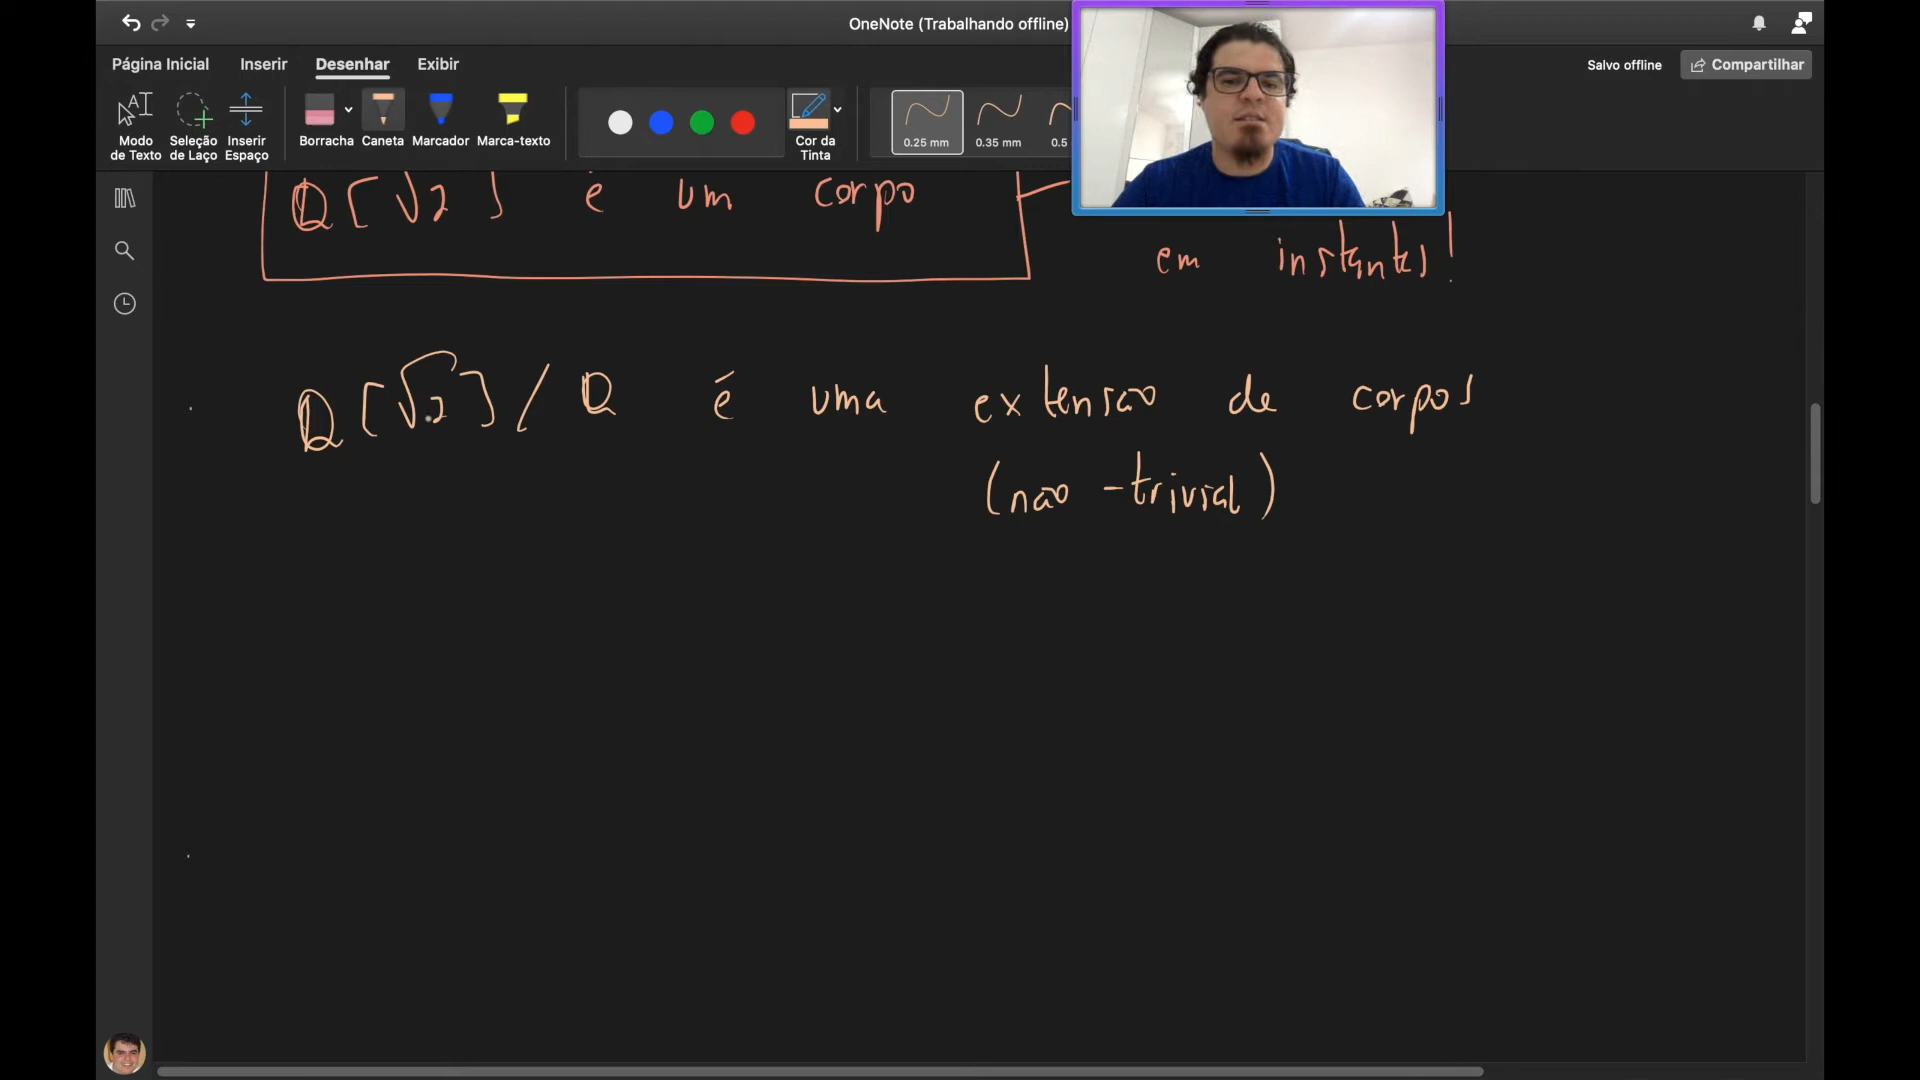 OneNote (Trabalhando offline)
Página Inicial Inserir Desenhar Exibir
Salvo offline Compartilhar
Modo de Texto
Seleção de Laço
Inserir Espaço
Borracha Caneta Marcador Marca-texto
Cor da Tinta
0.25 mm 0.35 mm 0.5
ℚ[√2] é um corpo
em instantes!
ℚ[√2] / ℚ é uma extensão de corpos
(não-trivial)